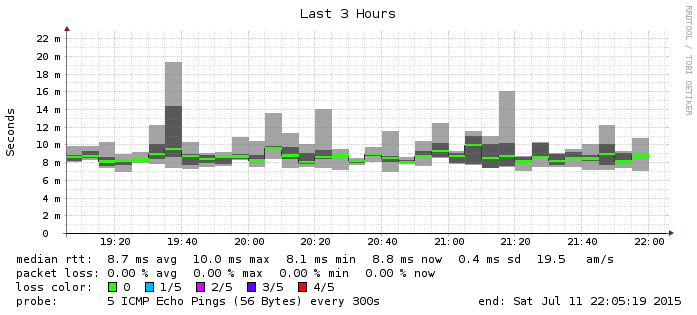 Last 3 Hours
RRDTOOL / TOBI OETIKER
Seconds
22 m
20 m
18 m
16 m
14 m
12 m
10 m
8 m
6 m
4 m
2 m
0
19:20 19:40 20:00 20:20 20:40 21:00 21:20 21:40 22:00
median rtt: 8.7 ms avg 10.0 ms max 8.1 ms min 8.8 ms now 0.4 ms sd 19.5 am/s
packet loss: 0.00 % avg 0.00 % max 0.00 % min 0.00 % now
loss color: 0 1/5 2/5 3/5 4/5
probe: 5 ICMP Echo Pings (56 Bytes) every 300s end: Sat Jul 11 22:05:19 2015